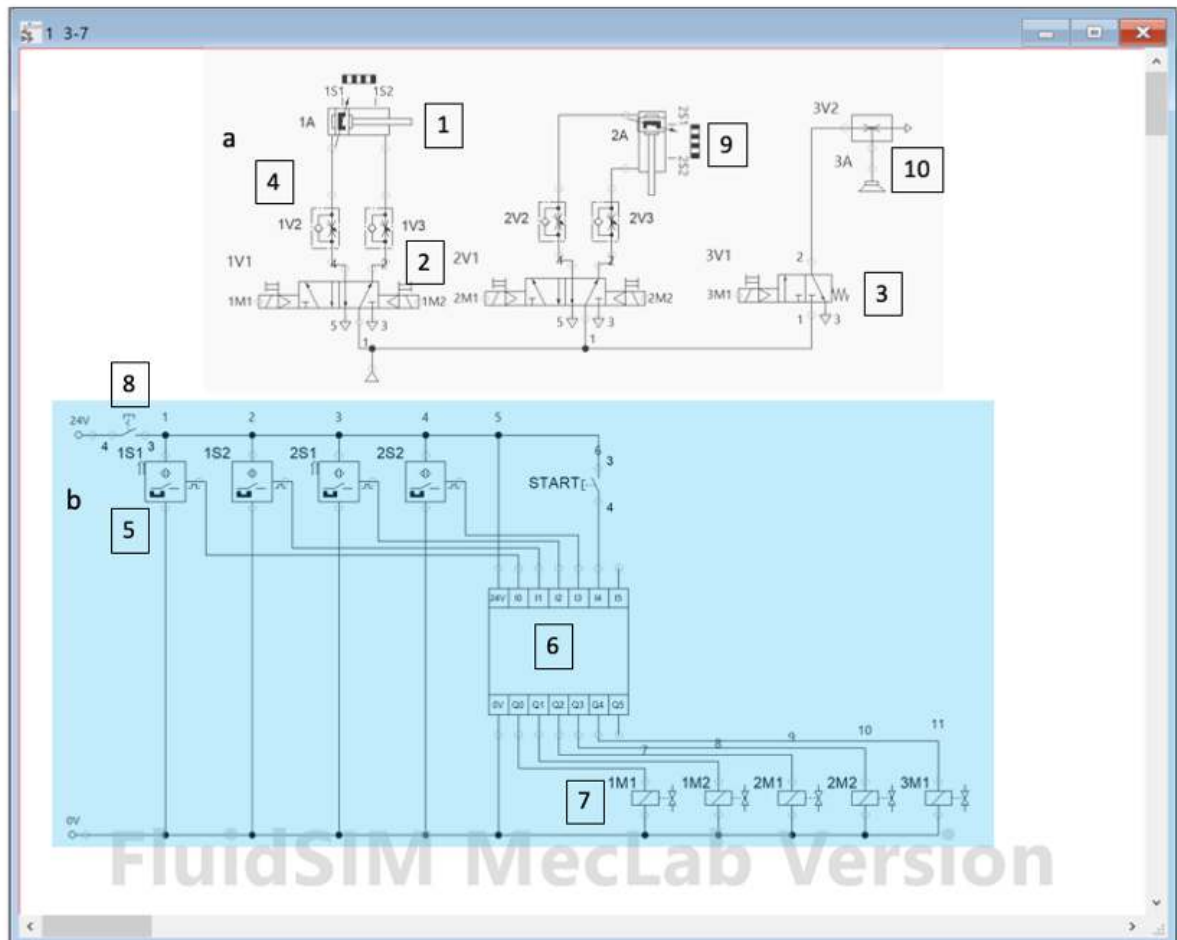 1 3-7
1S1 1S2
1A
1
a
4
1V2
1V3
2
1V1
4 2
1M1
1M2
5 3
1
2S1
2A
2S2
9
2V2
2V3
2V1
4 2
2M1
2M2
5 3
1
3V2
3A
10
3V1
2
3M1
3
1 3
8
24V
4 3
1 2 3 4 5 6
1S1 1S2 2S1 2S2
3
START
4
b
5
24V I0 I1 I2 I3 I4 I5
6
0V Q0 Q1 Q2 Q3 Q4 Q5
7 8 9 10 11
7
1M1 1M2 2M1 2M2 3M1
0V
FluidSIM MecLab Version